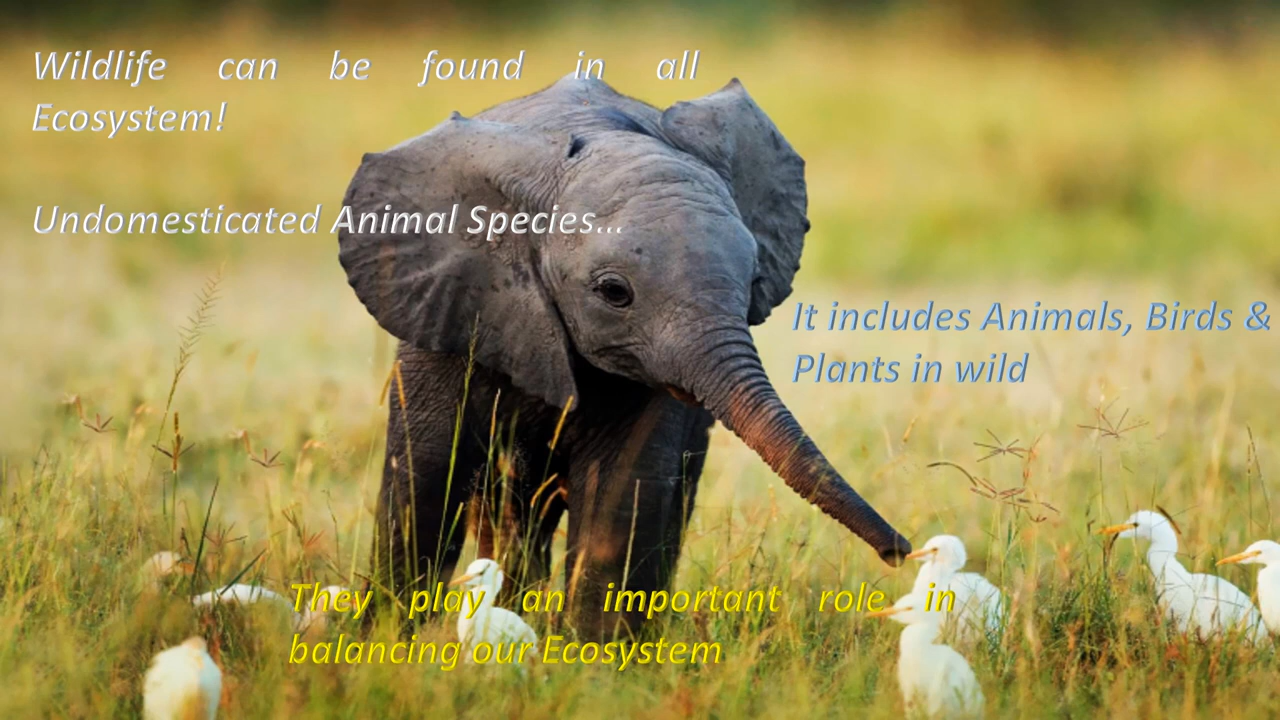 Wildlife can be found in all
Ecosystem!
Undomesticated Animal Species...
It includes Animals, Birds &
Plants in wild
They play an important role in
balancing our Ecosystem